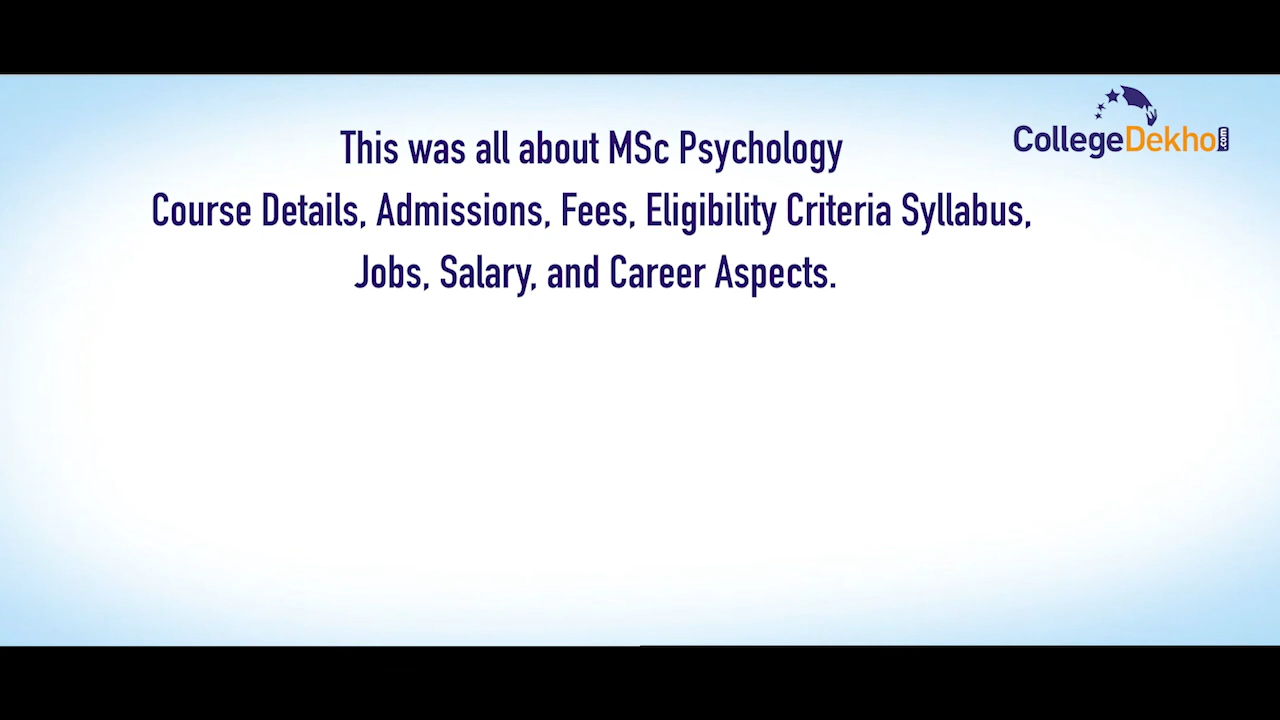 This was all about MSc Psychology
Course Details, Admissions, Fees, Eligibility Criteria Syllabus,
Jobs, Salary, and Career Aspects.
CollegeDekho.com